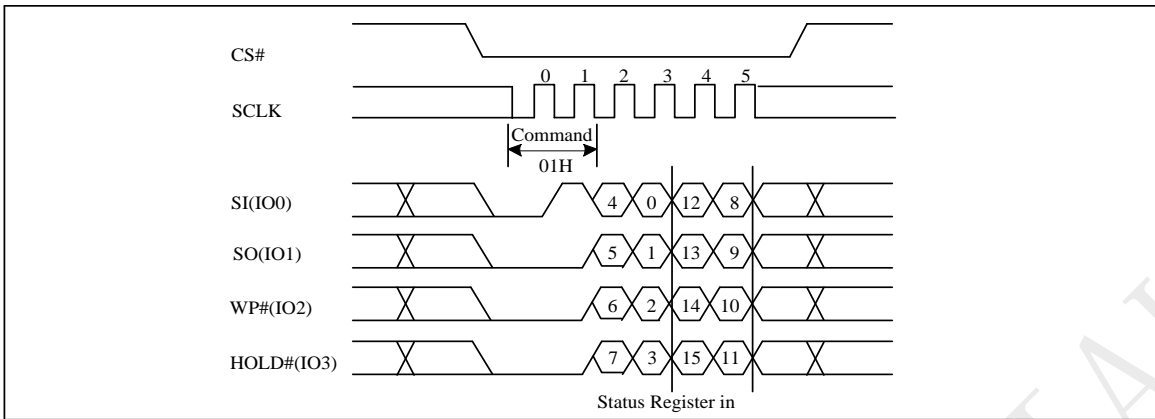 CS#
0 1 2 3 4 5
SCLK
Command
01H
SI(IO0) 4 0 12 8
SO(IO1) 5 1 13 9
WP#(IO2) 6 2 14 10
HOLD#(IO3) 7 3 15 11
Status Register in